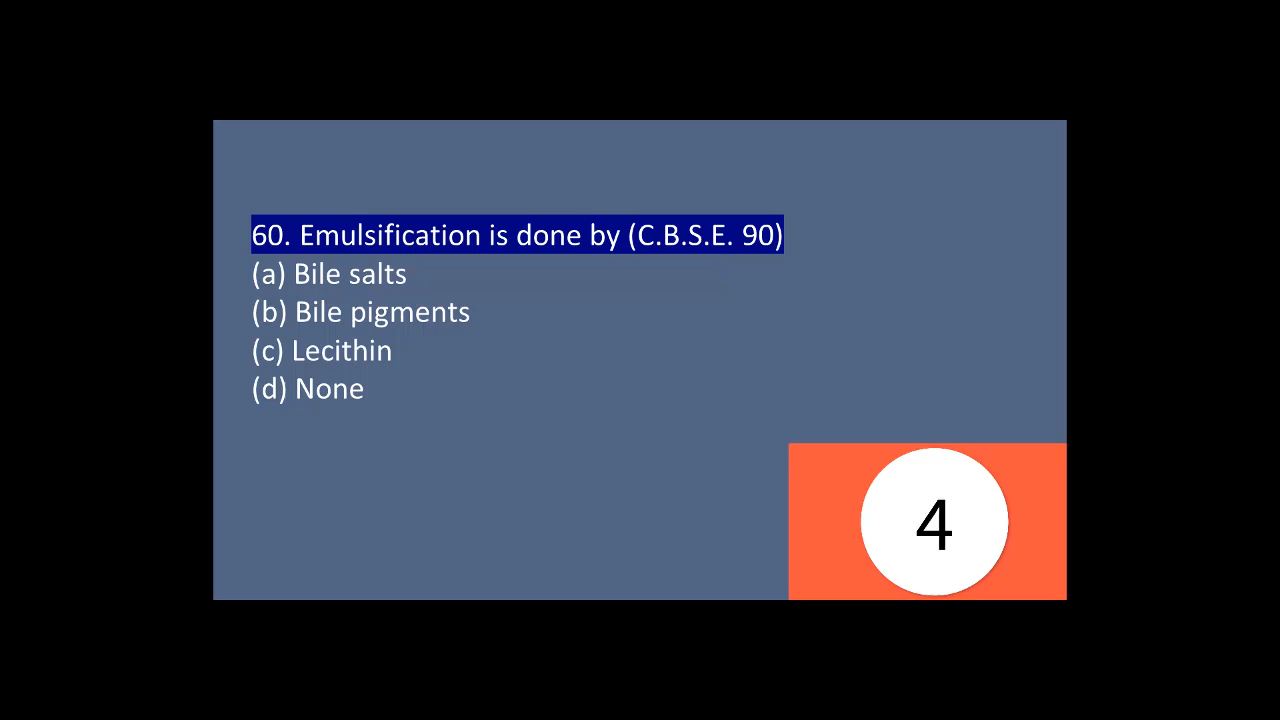 60. Emulsification is done by (C.B.S.E. 90)
(a) Bile salts
(b) Bile pigments
(c) Lecithin
(d) None
4